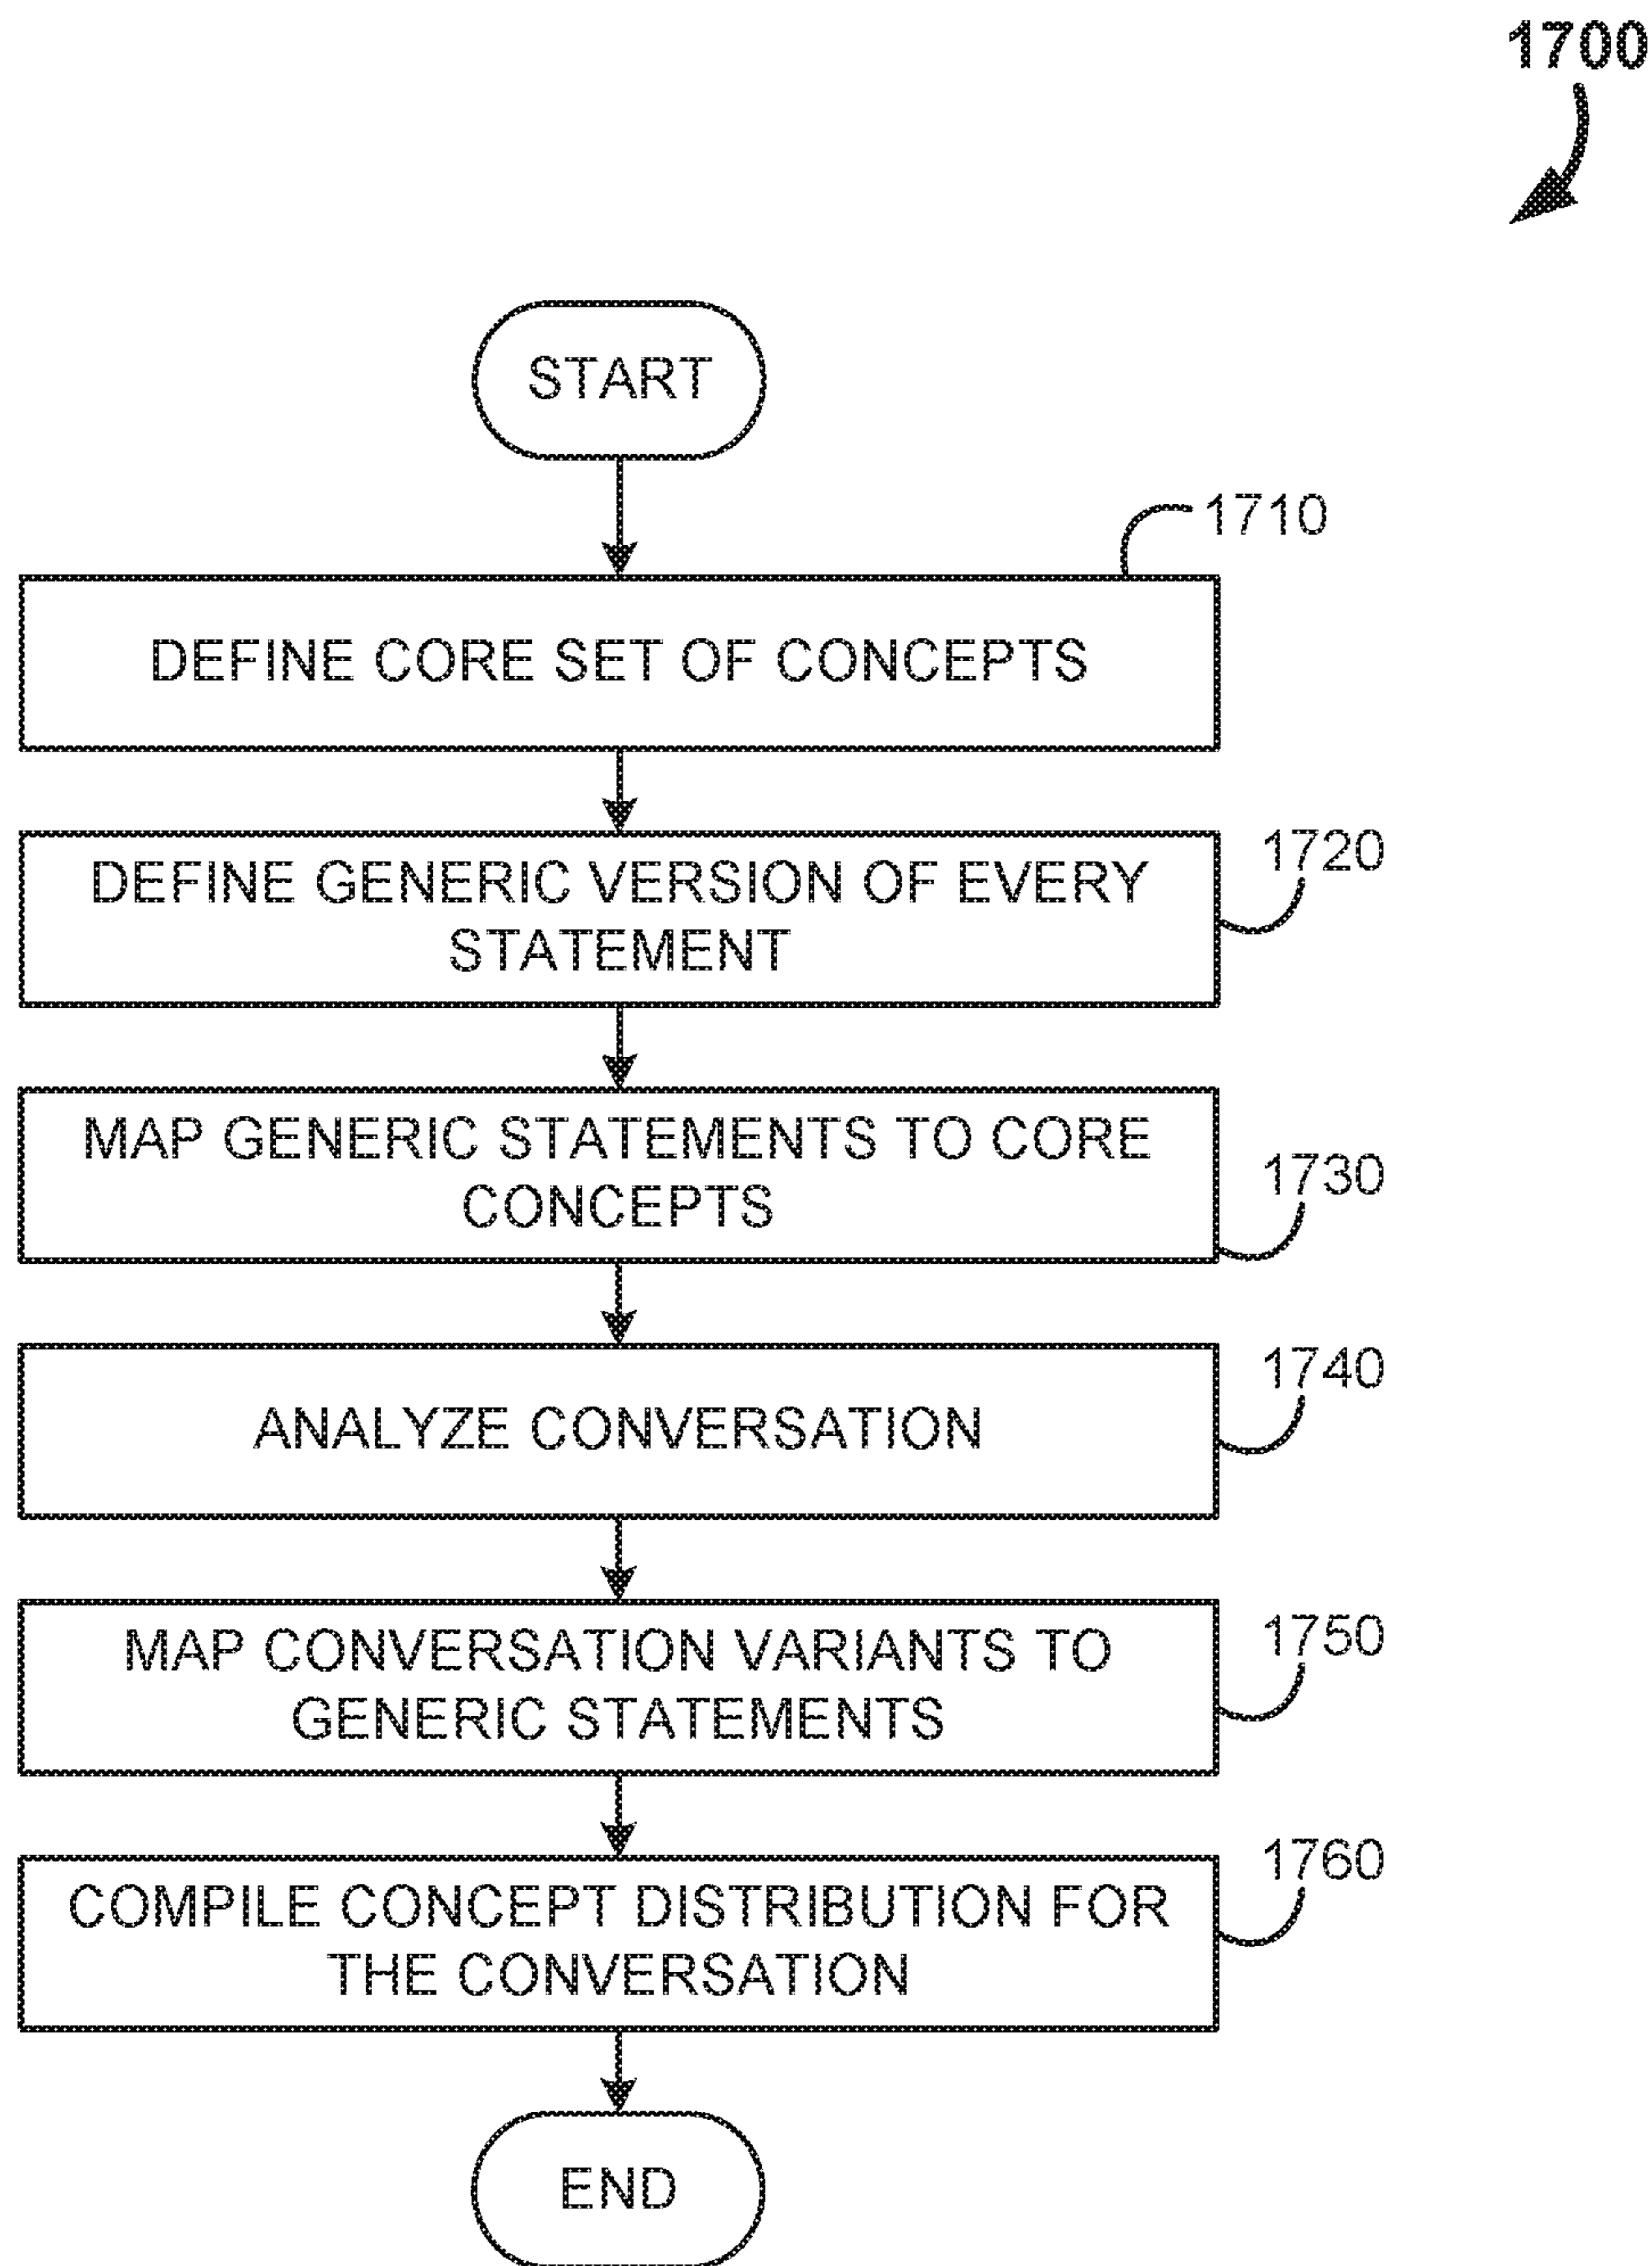 1700
START
1710
DEFINE CORE SET OF CONCEPTS
1720
DEFINE GENERIC VERSION OF EVERY
STATEMENT
MAP GENERIC STATEMENTS TO CORE
1730
CONCEPTS
1740
ANALYZE CONVERSATION
1750
MAP CONVERSATION VARIANTS TO
GENERIC STATEMENTS
1760
COMPILE CONCEPT DISTRIBUTION FOR
THE CONVERSATION
END